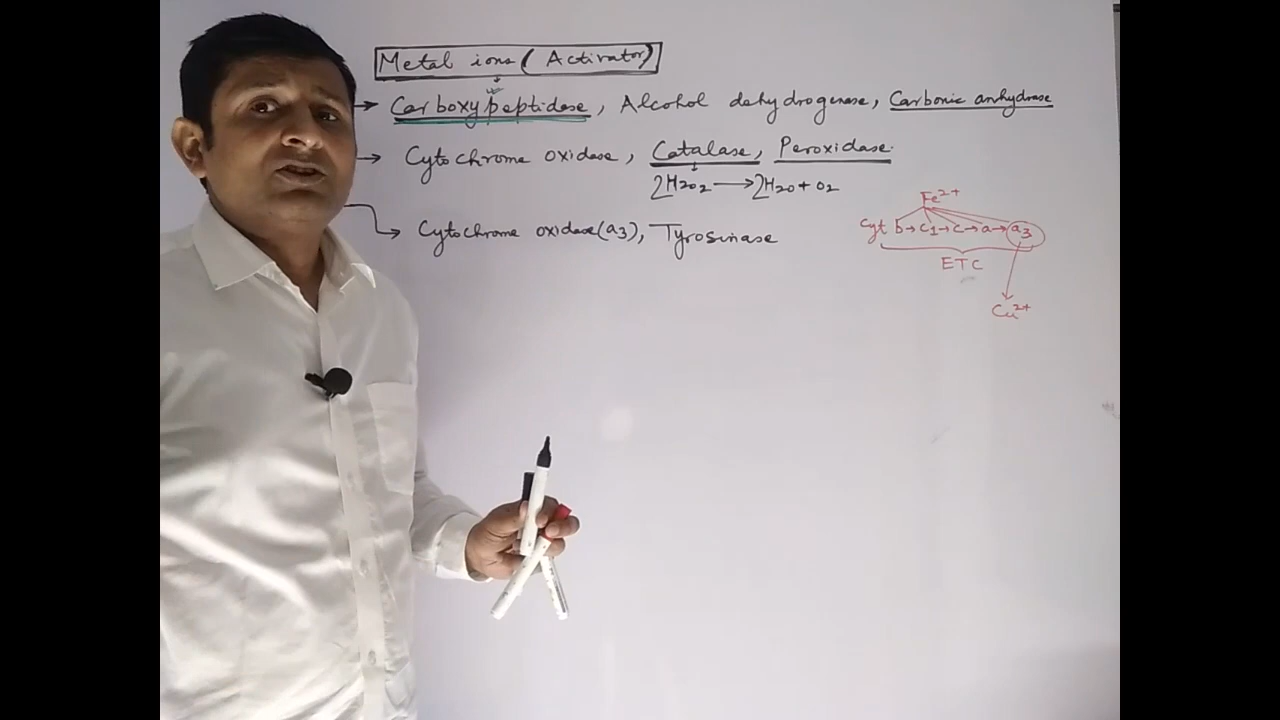 Metal ions (Activator)
→ Carboxypeptidase, Alcohol dehydrogenase, Carbonic anhydrase
→ Cytochrome oxidase, Catalase, Peroxidase.
2H2O2 → 2H2O + O2
→ Cytochrome oxidase(a3), Tyrosinase
Fe2+
Cyt b→c1→c→a→a3
ETC
Cu2+